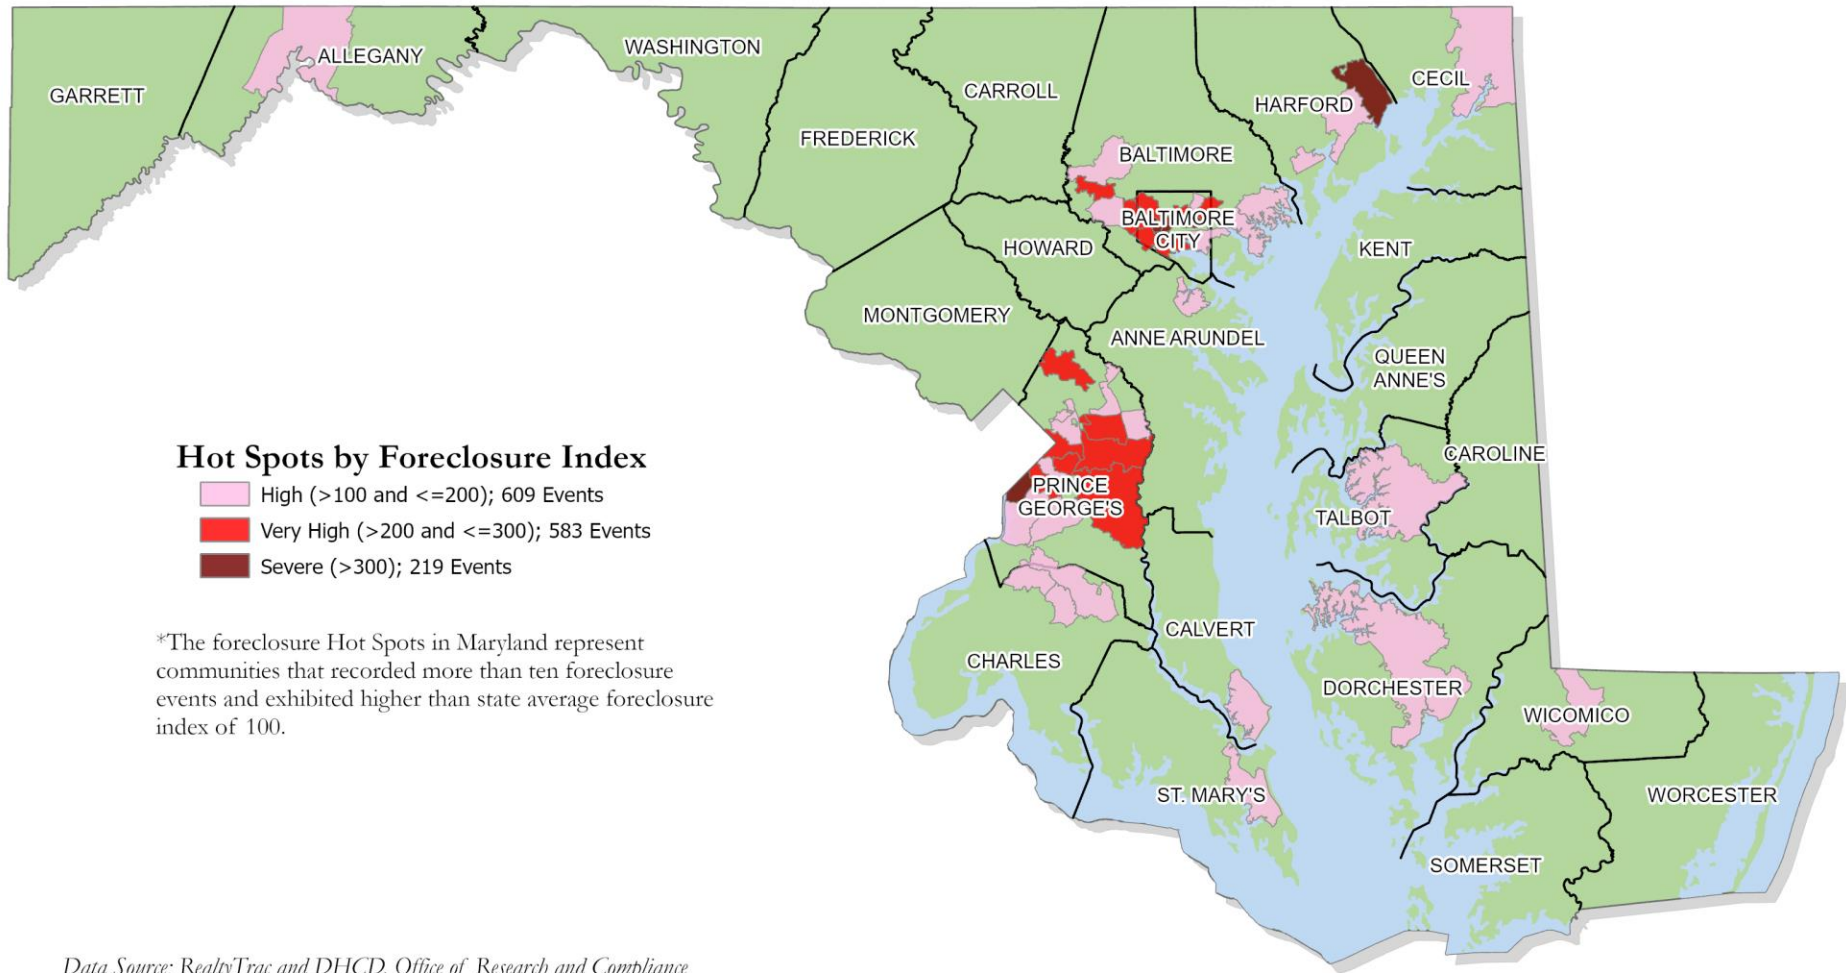 GARRETT
ALLEGANY
WASHINGTON
FREDERICK
CARROLL
BALTIMORE
HARFORD
CECIL
BALTIMORE
CITY
HOWARD
KENT
MONTGOMERY
ANNE ARUNDEL
QUEEN
ANNE'S
CAROLINE
PRINCE
GEORGE'S
TALBOT
CALVERT
CHARLES
DORCHESTER
WICOMICO
ST. MARY'S
WORCESTER
SOMERSET
Hot Spots by Foreclosure Index
High (>100 and <=200); 609 Events
Very High (>200 and <=300); 583 Events
Severe (>300); 219 Events
*The foreclosure Hot Spots in Maryland represent
communities that recorded more than ten foreclosure
events and exhibited higher than state average foreclosure
index of 100.
Data Source: RealtyTrac and DHCD, Office of Research and Compliance